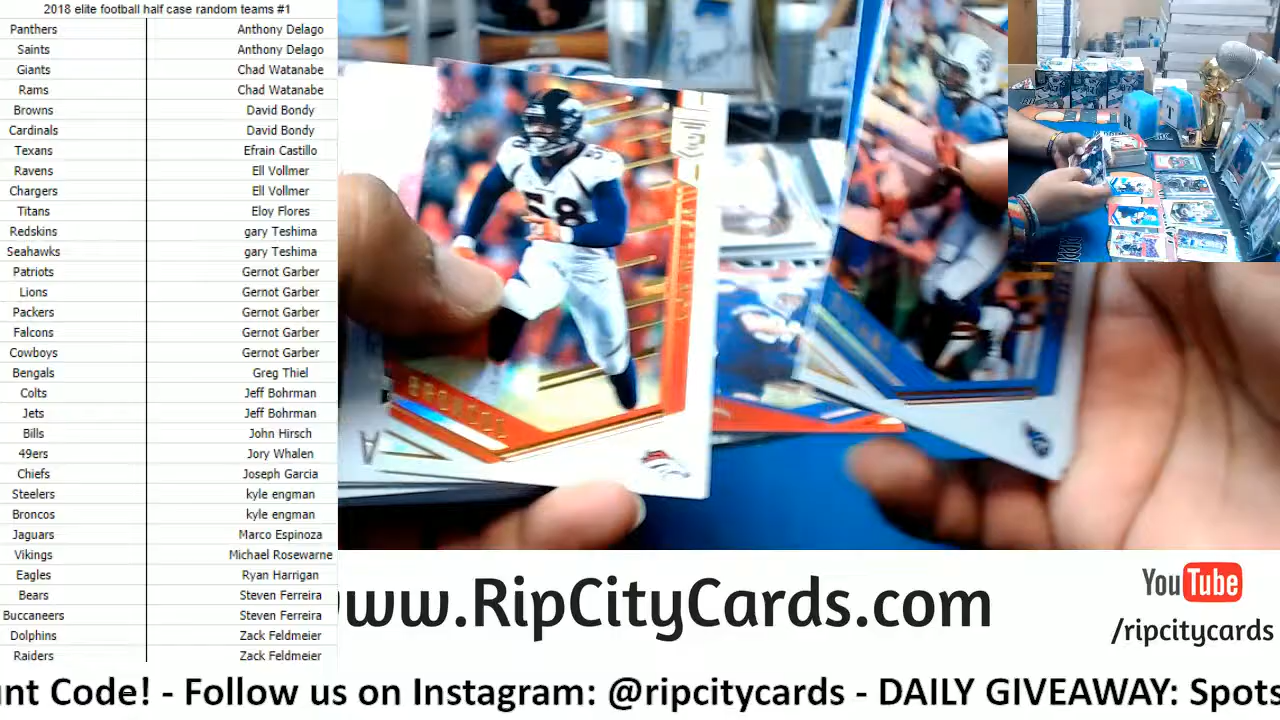 2018 elite football half case random teams #1
Panthers Anthony Delago
Saints Anthony Delago
Giants Chad Watanabe
Rams Chad Watanabe
Browns David Bondy
Cardinals David Bondy
Texans Efrain Castillo
Ravens Ell Vollmer
Chargers Ell Vollmer
Titans Eloy Flores
Redskins gary Teshima
Seahawks gary Teshima
Patriots Gernot Garber
Lions Gernot Garber
Packers Gernot Garber
Falcons Gernot Garber
Cowboys Gernot Garber
Bengals Greg Thiel
Colts Jeff Bohrman
Jets Jeff Bohrman
Bills John Hirsch
49ers Jory Whalen
Chiefs Joseph Garcia
Steelers kyle engman
Broncos kyle engman
Jaguars Marco Espinoza
Vikings Michael Rosewarne
Eagles Ryan Harrigan
Bears Steven Ferreira
Buccaneers Steven Ferreira
Dolphins Zack Feldmeier
Raiders Zack Feldmeier
58
BRONCOS
ww.RipCityCards.com
YouTube
/ripcitycards
unt Code! - Follow us on Instagram: @ripcitycards - DAILY GIVEAWAY: Spots